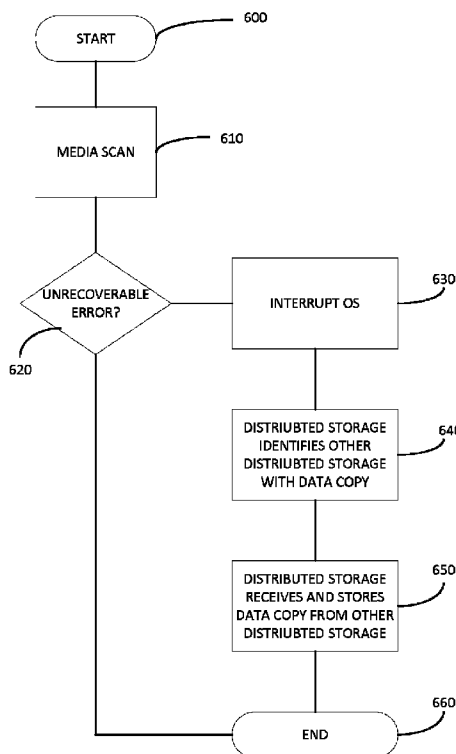 START
600
MEDIA SCAN
610
UNRECOVERABLE
ERROR?
620
INTERRUPT OS
630
DISTRIUBTED STORAGE
IDENTIFIES OTHER
DISTRIUBTED STORAGE
WITH DATA COPY
640
DISTRIBUTED STORAGE
RECEIVES AND STORES
DATA COPY FROM OTHER
DISTRIUBTED STORAGE
650
END
660